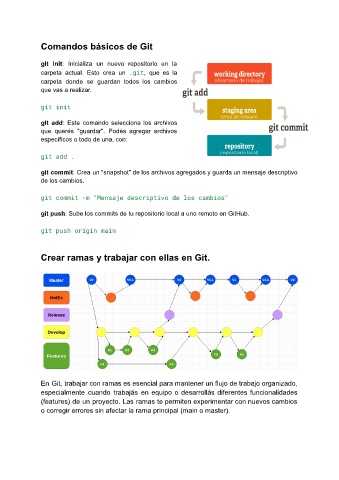 Comandos básicos de Git
git init: Inicializa un nuevo repositorio en la
carpeta actual. Esto crea un .git, que es la
carpeta donde se guardan todos los cambios
que vas a realizar.
git init
git add: Este comando selecciona los archivos
que querés "guardar". Podés agregar archivos
específicos o todo de una, con:
git add .
working directory
(directorio de trabajo)
git add
staging area
(área de ensayo)
git commit
repository
(repositorio local)
git commit: Crea un "snapshot" de los archivos agregados y guarda un mensaje descriptivo
de los cambios.
git commit -m "Mensaje descriptivo de los cambios"
git push: Sube los commits de tu repositorio local a uno remoto en GitHub.
git push origin main
Crear ramas y trabajar con ellas en Git.
Master
Hotfix
Release
Develop
Features
En Git, trabajar con ramas es esencial para mantener un flujo de trabajo organizado,
especialmente cuando trabajás en equipo o desarrollás diferentes funcionalidades
(features) de un proyecto. Las ramas te permiten experimentar con nuevos cambios
o corregir errores sin afectar la rama principal (main o master).